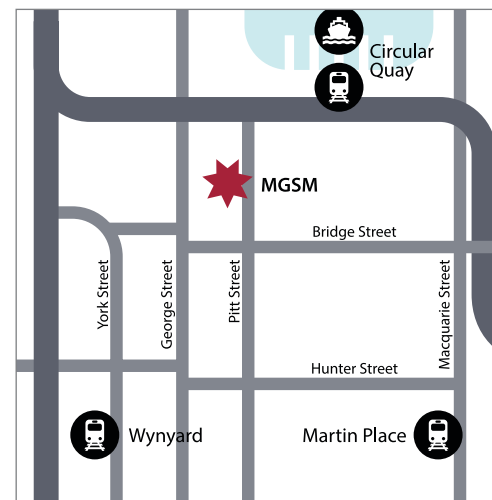 Circular
Quay
MGSM
Bridge Street
York Street
George Street
Pitt Street
Macquarie Street
Hunter Street
Wynyard
Martin Place